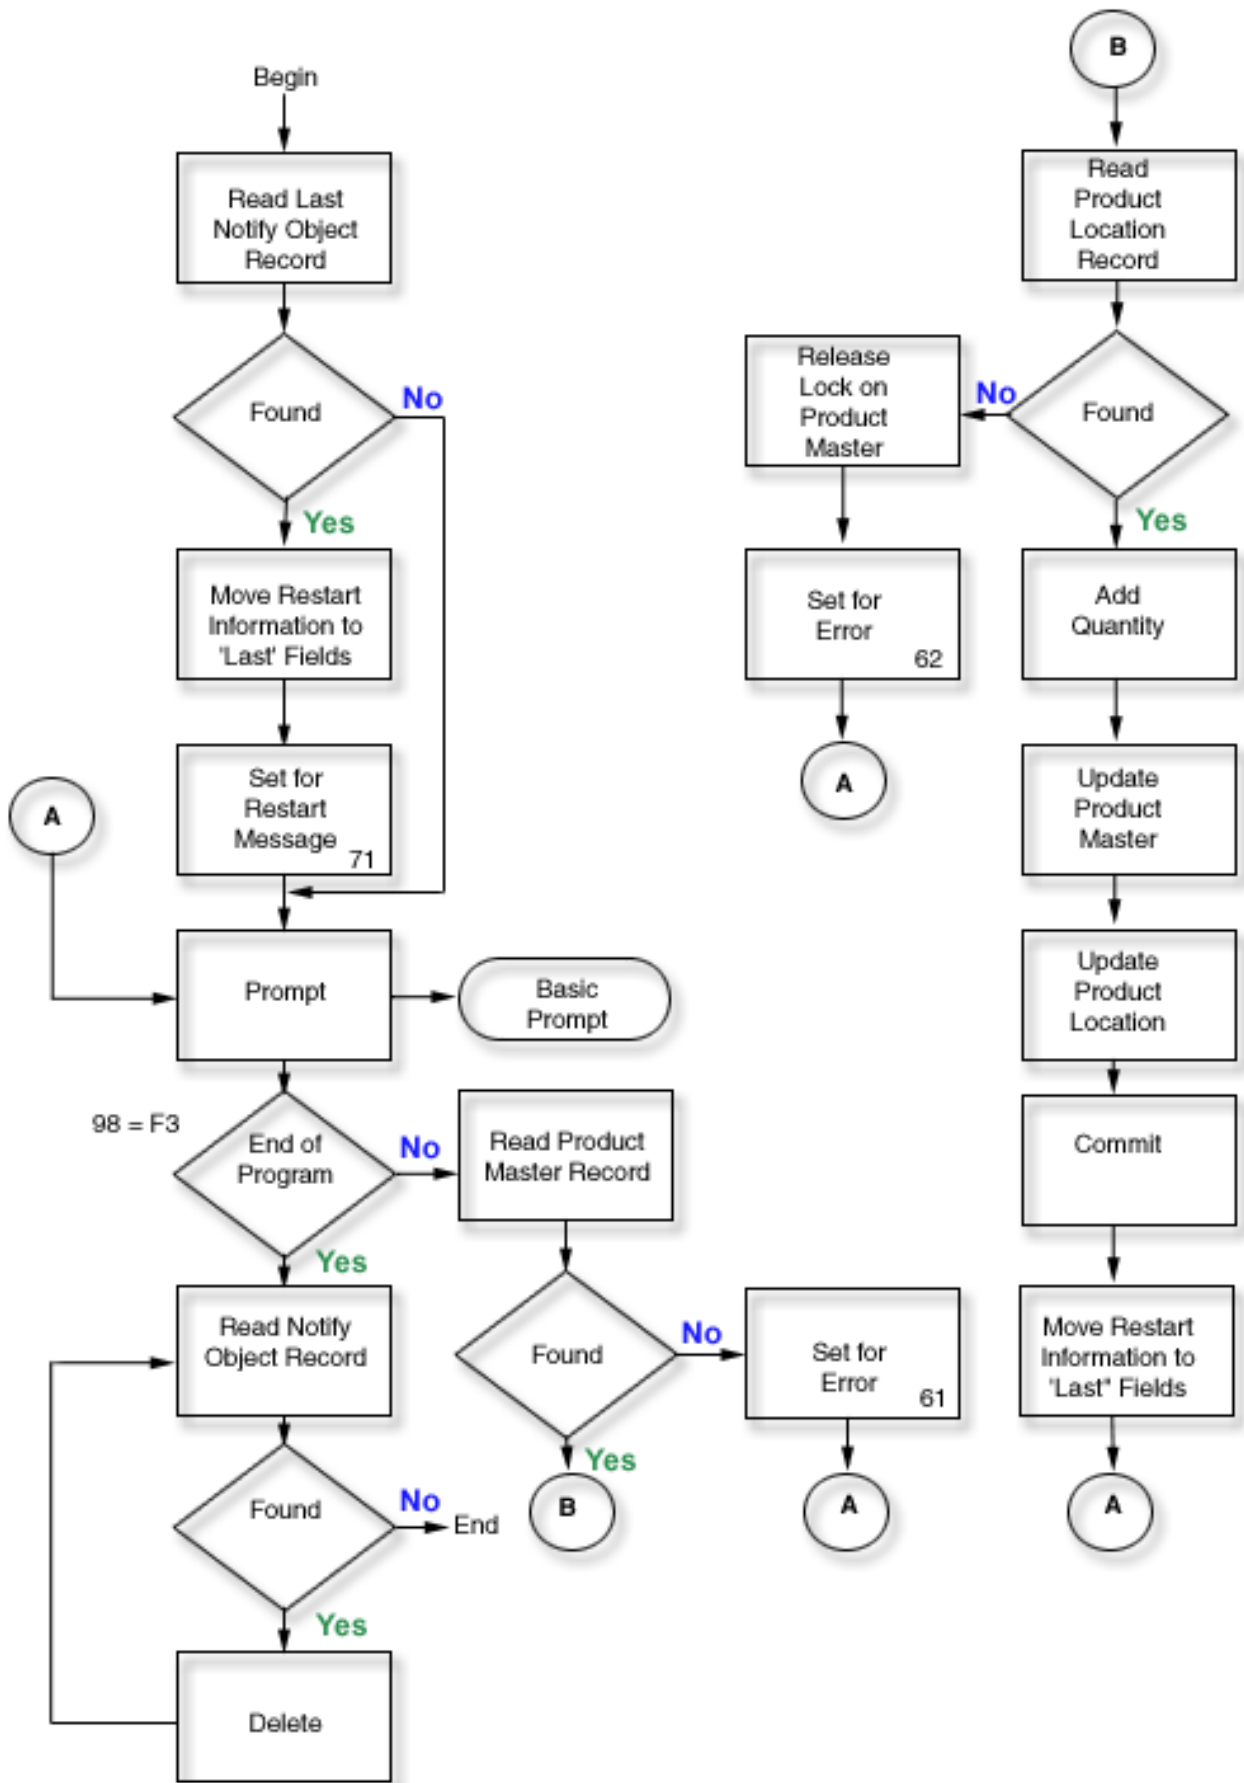 Begin
Read Last
Notify Object
Record
Found
No
Yes
Move Restart
Information to
'Last' Fields
Set for
Restart
Message
71
A
Prompt
Basic
Prompt
98 = F3
End of
Program
No
Yes
Read Product
Master Record
Found
No
Yes
B
Set for
Error
61
A
Read Notify
Object Record
Found
No
End
Yes
Delete
B
Read
Product
Location
Record
Found
No
Yes
Release
Lock on
Product
Master
Set for
Error
62
A
Add
Quantity
Update
Product
Master
Update
Product
Location
Commit
Move Restart
Information to
'Last" Fields
A